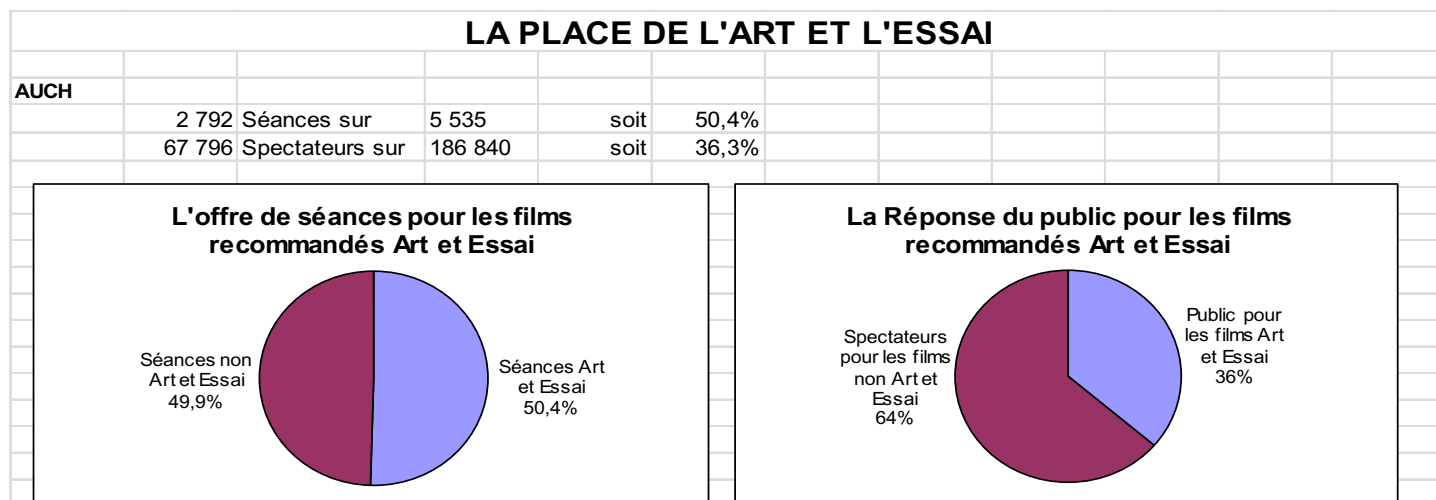 LA PLACE DE L'ART ET L'ESSAI
AUCH
2 792 Séances sur 5 535 soit 50,4%
67 796 Spectateurs sur 186 840 soit 36,3%
L'offre de séances pour les films
recommandés Art et Essai
Séances non
Art et Essai
49,9%
Séances Art
et Essai
50,4%
La Réponse du public pour les films
recommandés Art et Essai
Spectateurs
pour les films
non Art et
Essai
64%
Public pour
les films Art
et Essai
36%